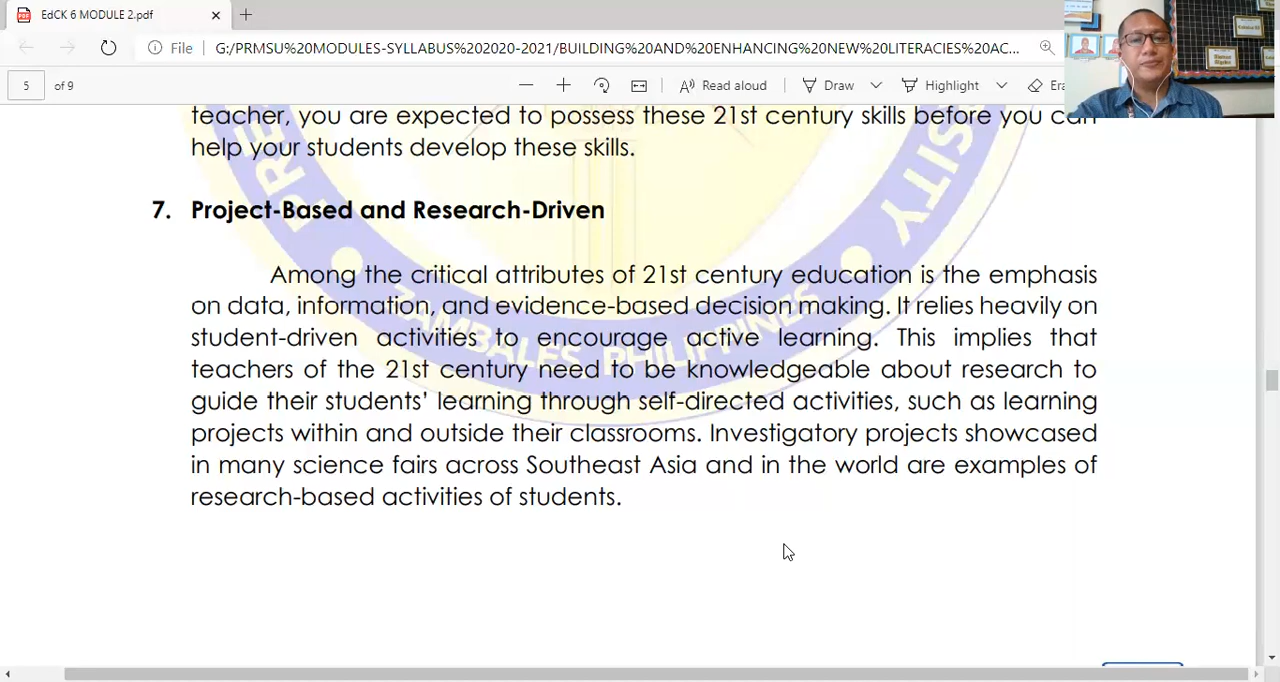 EdCK 6 MODULE 2.pdf
File G:/PRMSU%20MODULES-SYLLABUS%202020-2021/BUILDING%20AND%20ENHANCING%20NEW%20LITERACIES%20AC...
5 of 9 Read aloud Draw Highlight Era
teacher, you are expected to possess these 21st century skills before you can
help your students develop these skills.
7. Project-Based and Research-Driven
Among the critical attributes of 21st century education is the emphasis
on data, information, and evidence-based decision making. It relies heavily on
student-driven activities to encourage active learning. This implies that
teachers of the 21st century need to be knowledgeable about research to
guide their students’ learning through self-directed activities, such as learning
projects within and outside their classrooms. Investigatory projects showcased
in many science fairs across Southeast Asia and in the world are examples of
research-based activities of students.
ZAMBALES, PHILIPPINES